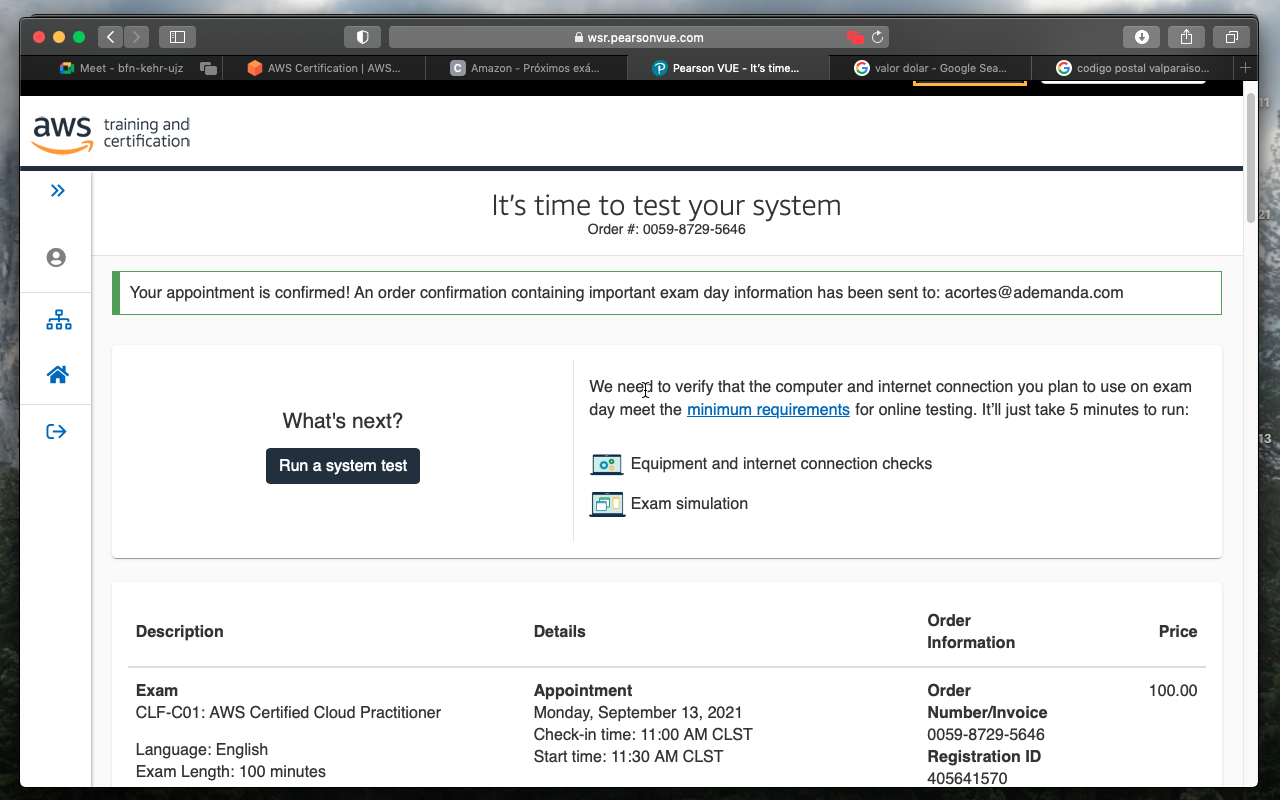 wsr.pearsonvue.com
Meet - bfn-kehr-ujz
AWS Certification | AWS...
C
Amazon - Próximos exá...
Pearson VUE - It's time...
valor dolar - Google Sea...
codigo postal valparaiso...
aws training and certification
It's time to test your system
Order #: 0059-8729-5646
Your appointment is confirmed! An order confirmation containing important exam day information has been sent to: acortes@ademanda.com
What's next?
Run a system test
We need to verify that the computer and internet connection you plan to use on exam
day meet the minimum requirements for online testing. It'll just take 5 minutes to run:
Equipment and internet connection checks
Exam simulation
Description
Details
Order
Information
Price
Exam
CLF-C01: AWS Certified Cloud Practitioner
Language: English
Exam Length: 100 minutes
Appointment
Monday, September 13, 2021
Check-in time: 11:00 AM CLST
Start time: 11:30 AM CLST
Order
Number/Invoice
0059-8729-5646
Registration ID
405641570
100.00
11
21
13